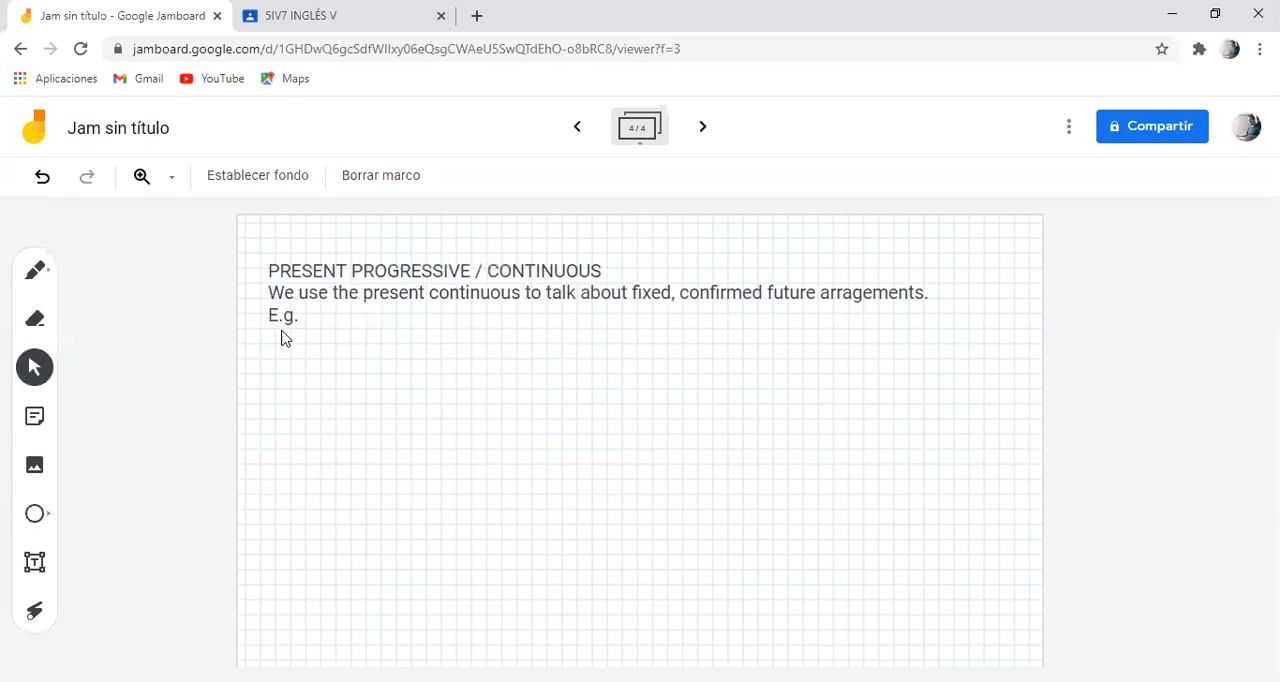 Jam sin título - Google Jamboard
5IV7 INGLÉS V
jamboard.google.com/d/1GHDwQ6gcSdfWIlxy06eQsgCWAeU5SwQTdEhO-o8bRC8/viewer?f=3
Aplicaciones Gmail YouTube Maps
Jam sin título
4 / 4
Compartir
Establecer fondo Borrar marco
PRESENT PROGRESSIVE / CONTINUOUS
We use the present continuous to talk about fixed, confirmed future arragements.
E.g.